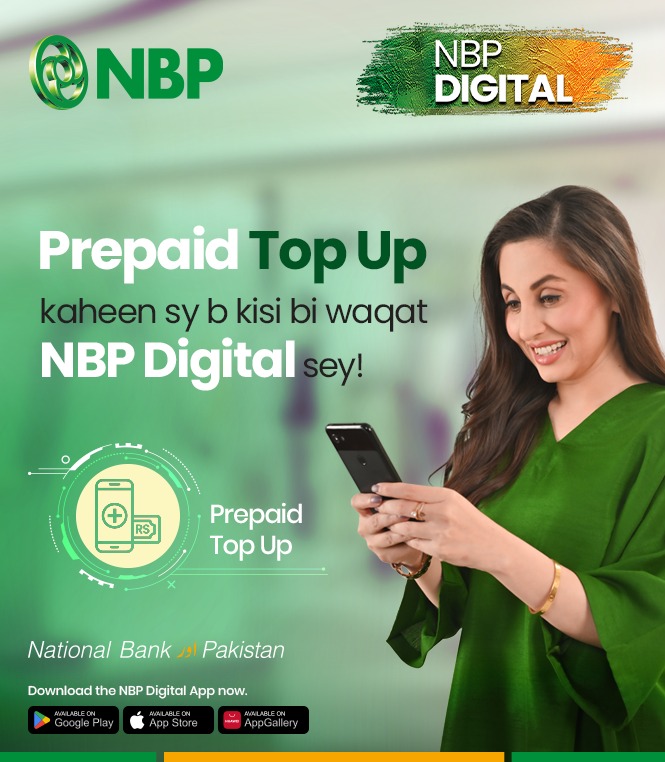 NBP
NBP
DIGITAL
Prepaid Top Up
kaheen sy b kisi bi waqat
NBP Digital sey!
RS
Prepaid
Top Up
National Bank اور Pakistan
Download the NBP Digital App now.
AVAILABLE ON
Google Play
AVAILABLE ON
App Store
HUAWEI
AVAILABLE ON
AppGallery